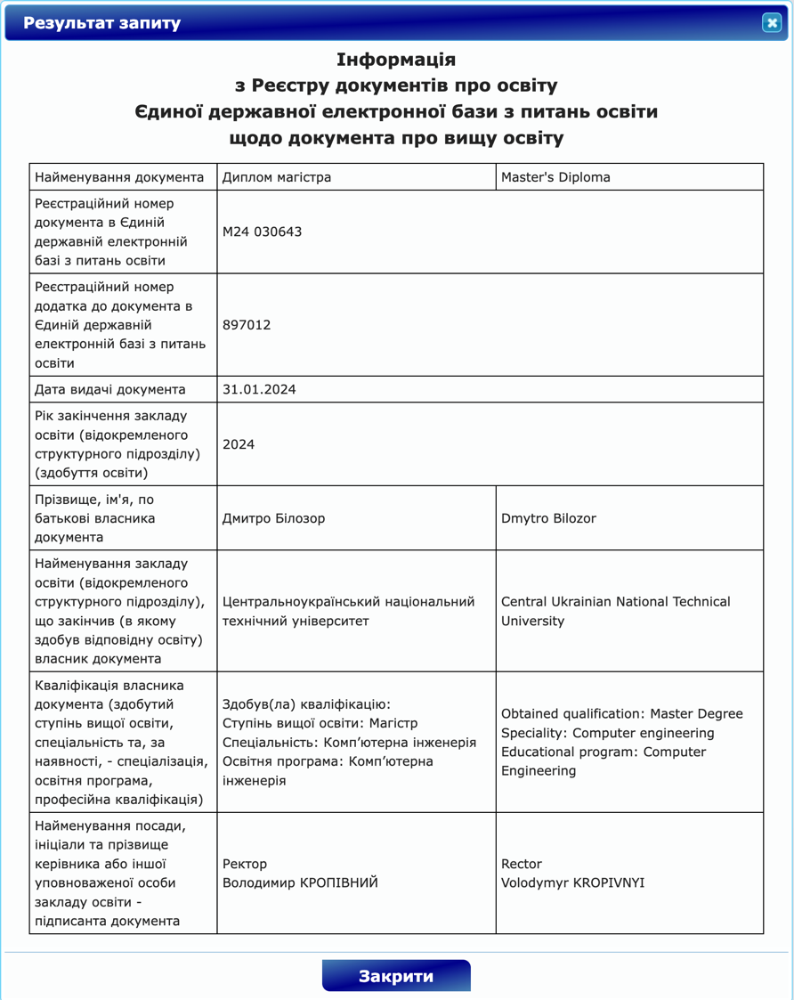 Результат запиту
Інформація
з Реєстру документів про освіту
Єдиної державної електронної бази з питань освіти
щодо документа про вищу освіту
Найменування документа
Диплом магістра
Master's Diploma
Реєстраційний номер
документа в Єдиній
державній електронній
базі з питань освіти
М24 030643
Реєстраційний номер
додатка до документа в
Єдиній державній
електронній базі з питань
освіти
897012
Дата видачі документа
31.01.2024
Рік закінчення закладу
освіти (відокремленого
структурного підрозділу)
(здобуття освіти)
2024
Прізвище, ім'я, по
батькові власника
документа
Дмитро Білозор
Dmytro Bilozor
Найменування закладу
освіти (відокремленого
структурного підрозділу),
що закінчив (в якому
здобув відповідну освіту)
власник документа
Центральноукраїнський національний
технічний університет
Central Ukrainian National Technical
University
Кваліфікація власника
документа (здобутий
ступінь вищої освіти,
спеціальність та, за
наявності, - спеціалізація,
освітня програма,
професійна кваліфікація)
Здобув(ла) кваліфікацію:
Ступінь вищої освіти: Магістр
Спеціальність: Комп’ютерна інженерія
Освітня програма: Комп’ютерна
інженерія
Obtained qualification: Master Degree
Speciality: Computer engineering
Educational program: Computer
Engineering
Найменування посади,
ініціали та прізвище
керівника або іншої
уповноваженої особи
закладу освіти -
підписанта документа
Ректор
Володимир КРОПІВНИЙ
Rector
Volodymyr KROPIVNYI
Закрити